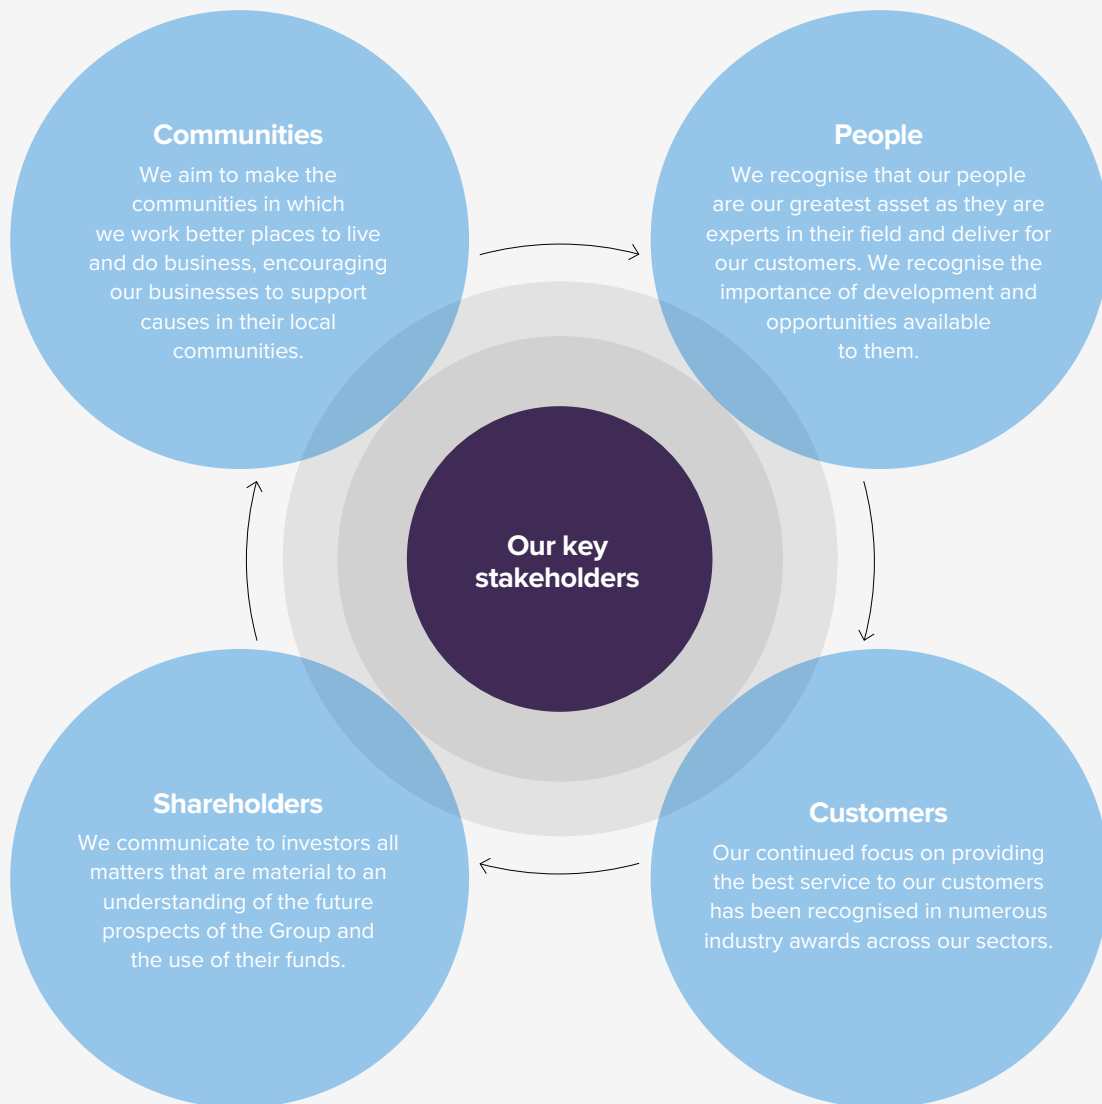 Communities
We aim to make the
communities in which
we work better places to live
and do business, encouraging
our businesses to support
causes in their local
communities.
People
We recognise that our people
are our greatest asset as they are
experts in their field and deliver for
our customers. We recognise the
importance of development and
opportunities available
to them.
Our key
stakeholders
Shareholders
We communicate to investors all
matters that are material to an
understanding of the future
prospects of the Group and
the use of their funds.
Customers
Our continued focus on providing
the best service to our customers
has been recognised in numerous
industry awards across our sectors.